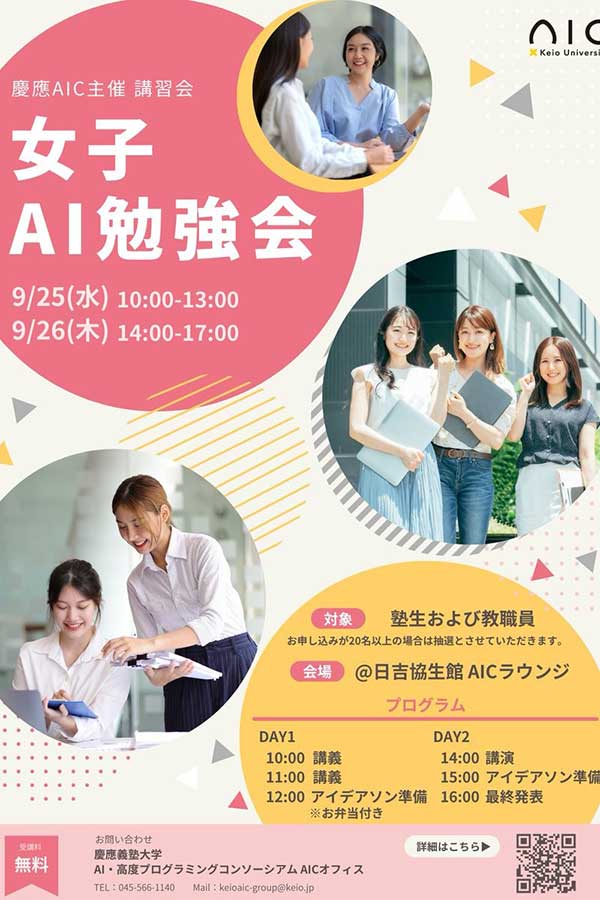 AIC
Keio Universi
慶應AIC主催 講習会
女子
AI勉強会
9/25(水) 10:00-13:00
9/26(木) 14:00-17:00
対象 塾生および教職員
お申し込みが20名以上の場合は抽選とさせていただきます。
会場 @日吉協生館 AICラウンジ
プログラム
DAY1
10:00 講義
11:00 講義
12:00 アイデアソン準備
※お弁当付き
DAY2
14:00 講演
15:00 アイデアソン準備
16:00 最終発表
受講料
無料
お問い合わせ
慶應義塾大学
AI・高度プログラミングコンソーシアム AICオフィス
TEL：045-566-1140 Mail：keioaic-group@keio.jp
詳細はこちら▶